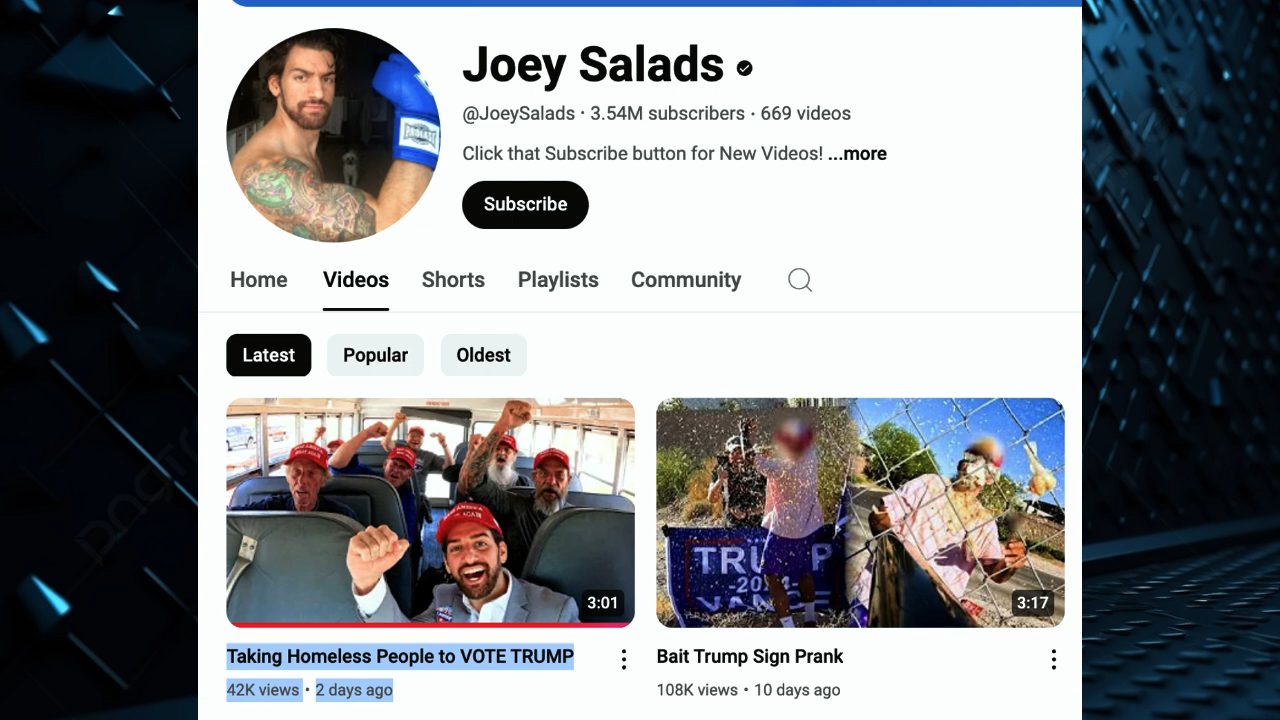 Joey Salads
@JoeySalads · 3.54M subscribers · 669 videos
Click that Subscribe button for New Videos! ...more
Subscribe
Home Videos Shorts Playlists Community
Latest Popular Oldest
3:01
TRUMP
2024
VANCE
3:17
Taking Homeless People to VOTE TRUMP
42K views · 2 days ago
Bait Trump Sign Prank
108K views · 10 days ago